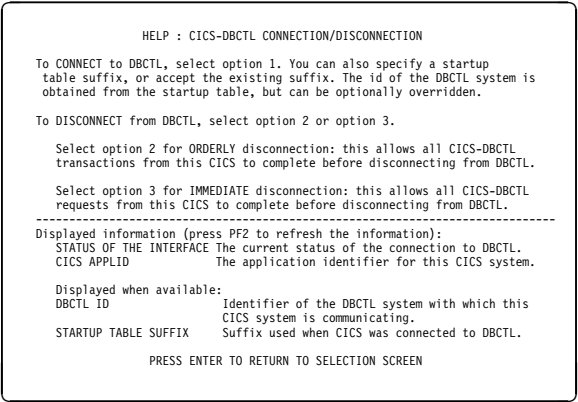 HELP : CICS-DBCTL CONNECTION/DISCONNECTION
To CONNECT to DBCTL, select option 1. You can also specify a startup
table suffix, or accept the existing suffix. The id of the DBCTL system is
obtained from the startup table, but can be optionally overridden.
To DISCONNECT from DBCTL, select option 2 or option 3.
Select option 2 for ORDERLY disconnection: this allows all CICS-DBCTL
transactions from this CICS to complete before disconnecting from DBCTL.
Select option 3 for IMMEDIATE disconnection: this allows all CICS-DBCTL
requests from this CICS to complete before disconnecting from DBCTL.
--------------------------------------------------------------------------
Displayed information (press PF2 to refresh the information):
STATUS OF THE INTERFACE The current status of the connection to DBCTL.
CICS APPLID The application identifier for this CICS system.
Displayed when available:
DBCTL ID Identifier of the DBCTL system with which this
CICS system is communicating.
STARTUP TABLE SUFFIX Suffix used when CICS was connected to DBCTL.
PRESS ENTER TO RETURN TO SELECTION SCREEN